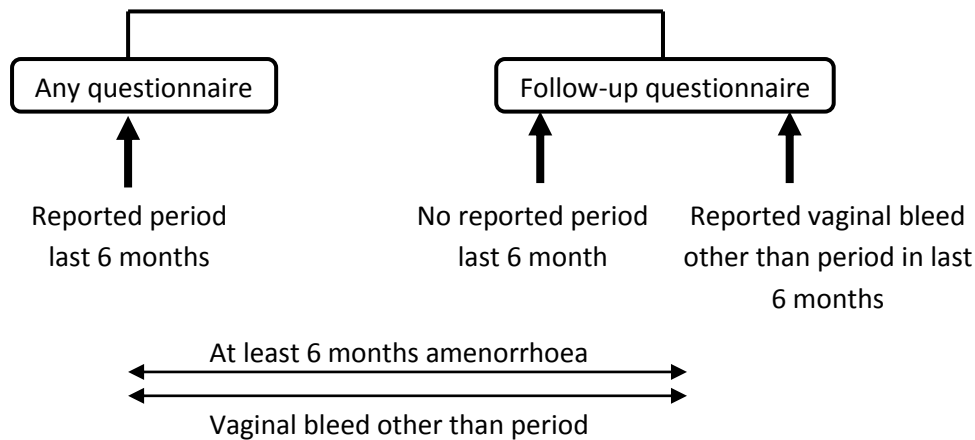 Any questionnaire
Follow-up questionnaire
Reported period
last 6 months
No reported period
last 6 month
Reported vaginal bleed
other than period in last
6 months
At least 6 months amenorrhoea
Vaginal bleed other than period